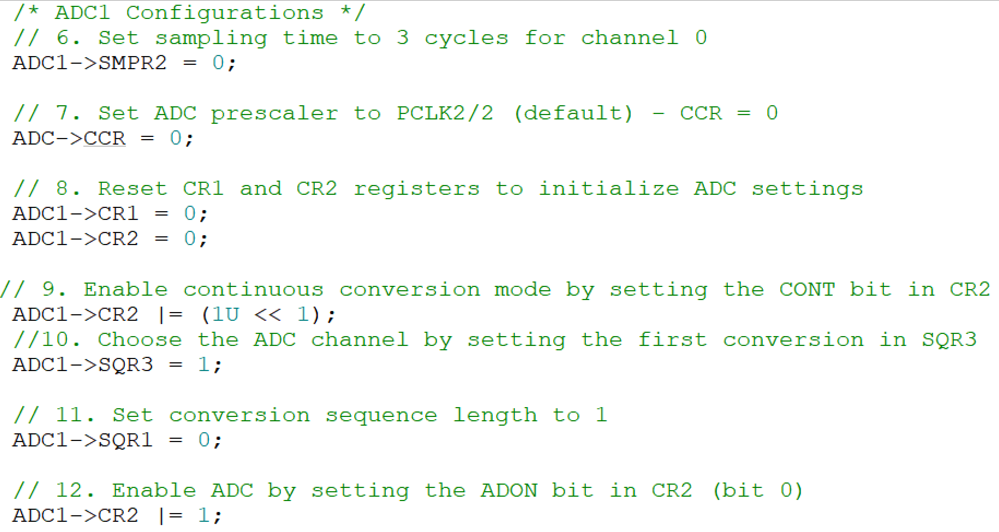 /* ADC1 Configurations */
// 6. Set sampling time to 3 cycles for channel 0
ADC1->SMPR2 = 0;
// 7. Set ADC prescaler to PCLK2/2 (default) - CCR = 0
ADC->CCR = 0;
// 8. Reset CR1 and CR2 registers to initialize ADC settings
ADC1->CR1 = 0;
ADC1->CR2 = 0;
// 9. Enable continuous conversion mode by setting the CONT bit in CR2
ADC1->CR2 |= (1U << 1);
//10. Choose the ADC channel by setting the first conversion in SQR3
ADC1->SQR3 = 1;
// 11. Set conversion sequence length to 1
ADC1->SQR1 = 0;
// 12. Enable ADC by setting the ADON bit in CR2 (bit 0)
ADC1->CR2 |= 1;